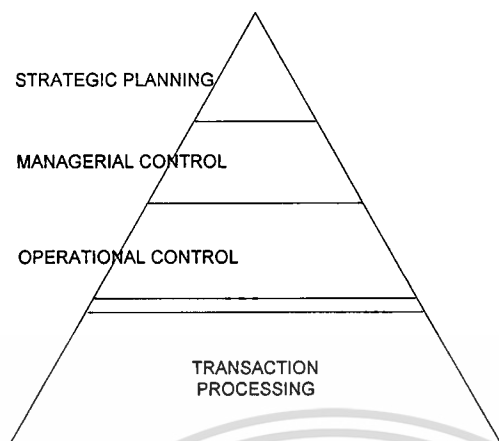 STRATEGIC PLANNING
MANAGERIAL CONTROL
OPERATIONAL CONTROL
TRANSACTION
PROCESSING